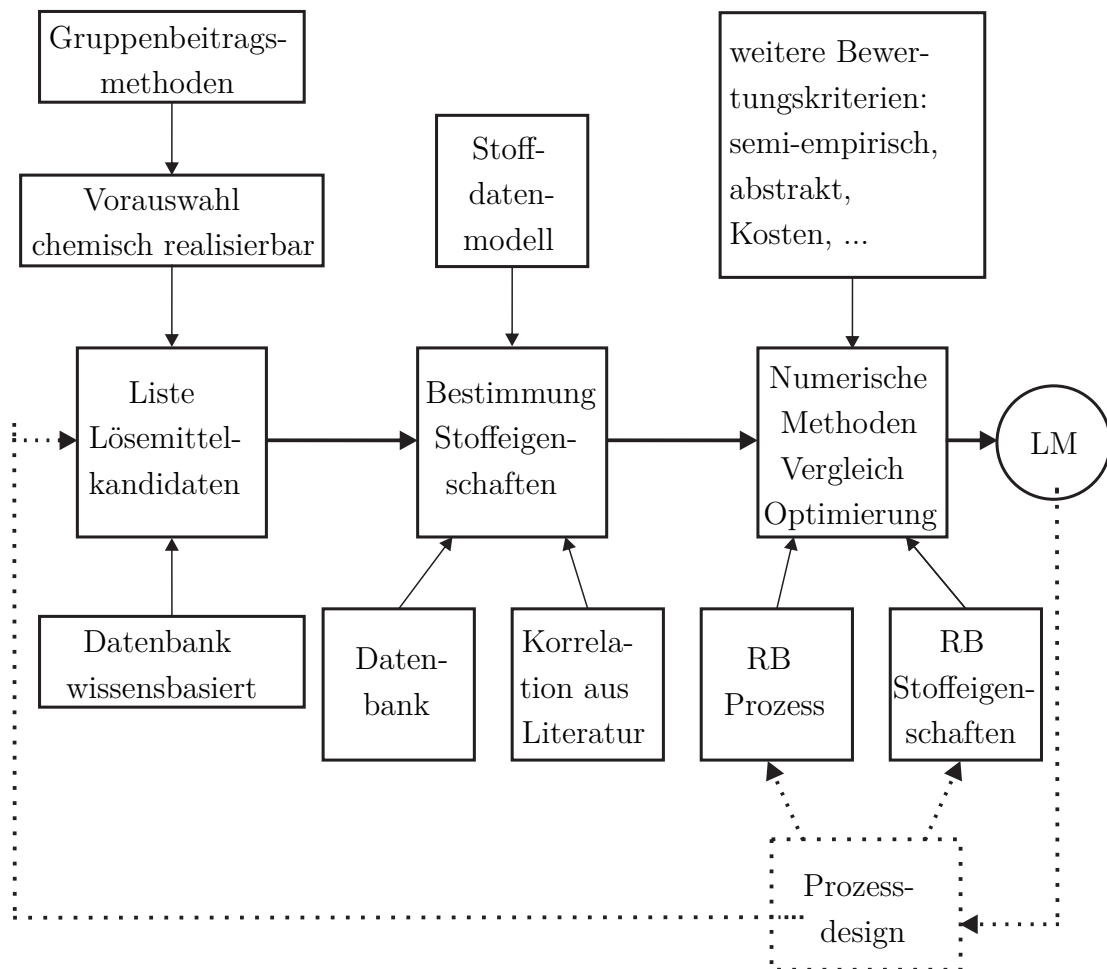 Gruppenbeitrags-
methoden
Vorauswahl
chemisch realisierbar
Stoff-
daten-
modell
weitere Bewer-
tungskriterien:
semi-empirisch,
abstrakt,
Kosten, ...
Liste
Lösemittel-
kandidaten
Bestimmung
Stoffeigen-
schaften
Numerische
Methoden
Vergleich
Optimierung
LM
Datenbank
wissensbasiert
Daten-
bank
Korrela-
tion aus
Literatur
RB
Prozess
RB
Stoffeigen-
schaften
Prozess-
design